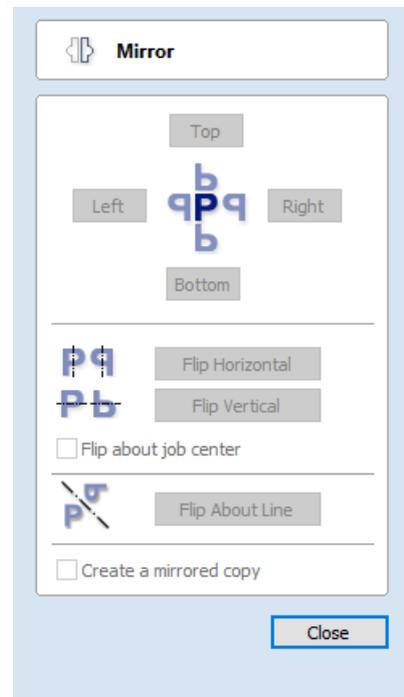 Mirror
Top
Left
Right
Bottom
Flip Horizontal
Flip Vertical
Flip about job center
Flip About Line
Create a mirrored copy
Close